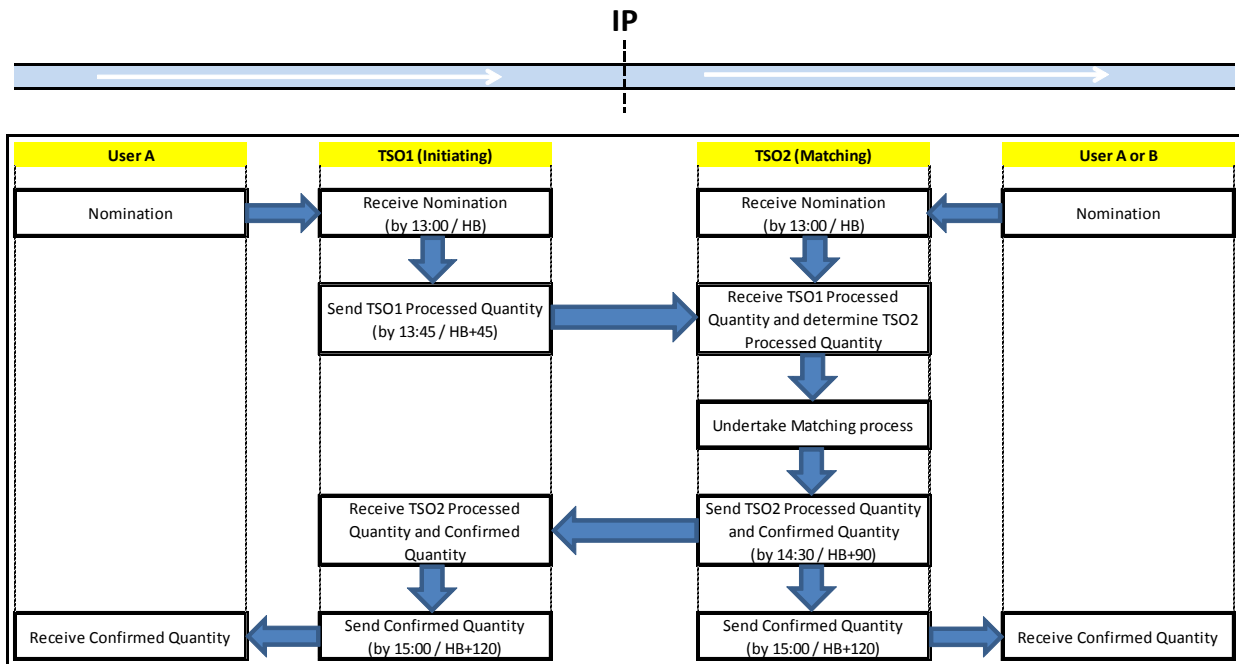 IP
User A
TSO1 (Initiating)
TSO2 (Matching)
User A or B
Nomination
Receive Nomination
(by 13:00 / HB)
Receive Nomination
(by 13:00 / HB)
Nomination
Send TSO1 Processed Quantity
(by 13:45 / HB+45)
Receive TSO1 Processed
Quantity and determine TSO2
Processed Quantity
Undertake Matching process
Receive TSO2 Processed
Quantity and Confirmed
Quantity
Send TSO2 Processed Quantity
and Confirmed Quantity
(by 14:30 / HB+90)
Receive Confirmed Quantity
Send Confirmed Quantity
(by 15:00 / HB+120)
Send Confirmed Quantity
(by 15:00 / HB+120)
Receive Confirmed Quantity